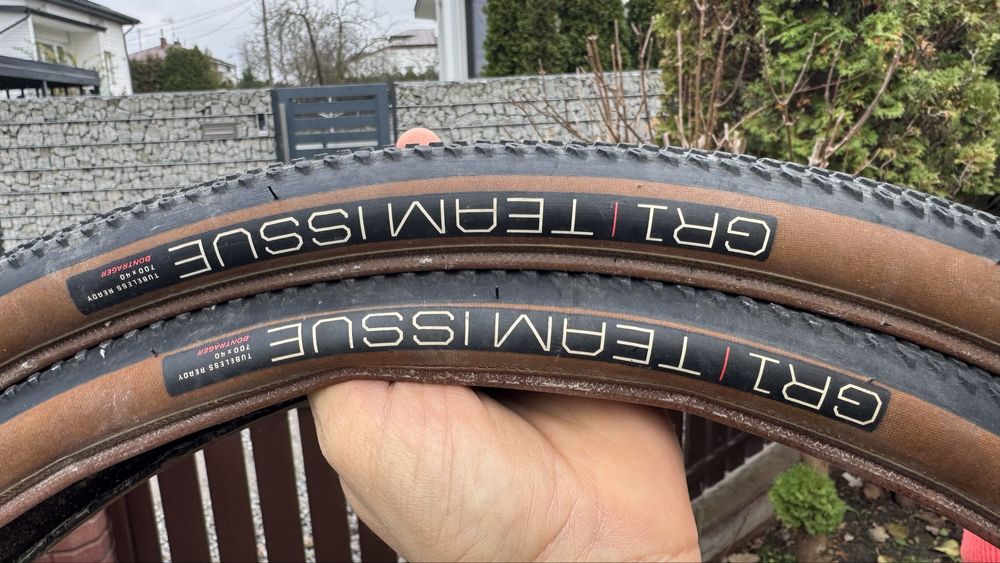 GR1 | TEAM ISSUE
BONTRAGER
700 x 40
TUBELESS READY
GR1 | TEAM ISSUE
BONTRAGER
700 x 40
TUBELESS READY